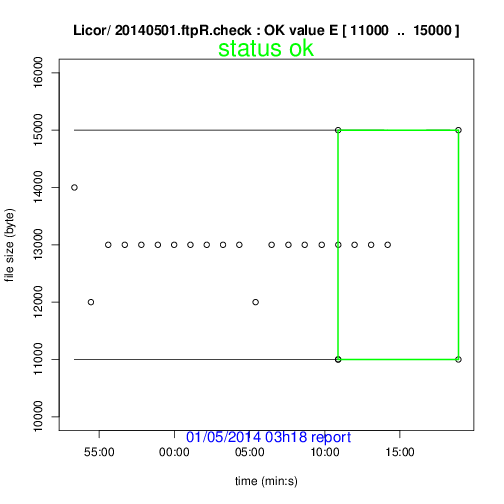 Licor/ 20140501.ftpR.check : OK value E [ 11000  ..  15000 ]
status ok
file size (byte)
16000
15000
14000
13000
12000
11000
10000
01/05/2014 03h18 report
55:00 00:00 05:00 10:00 15:00
time (min:s)